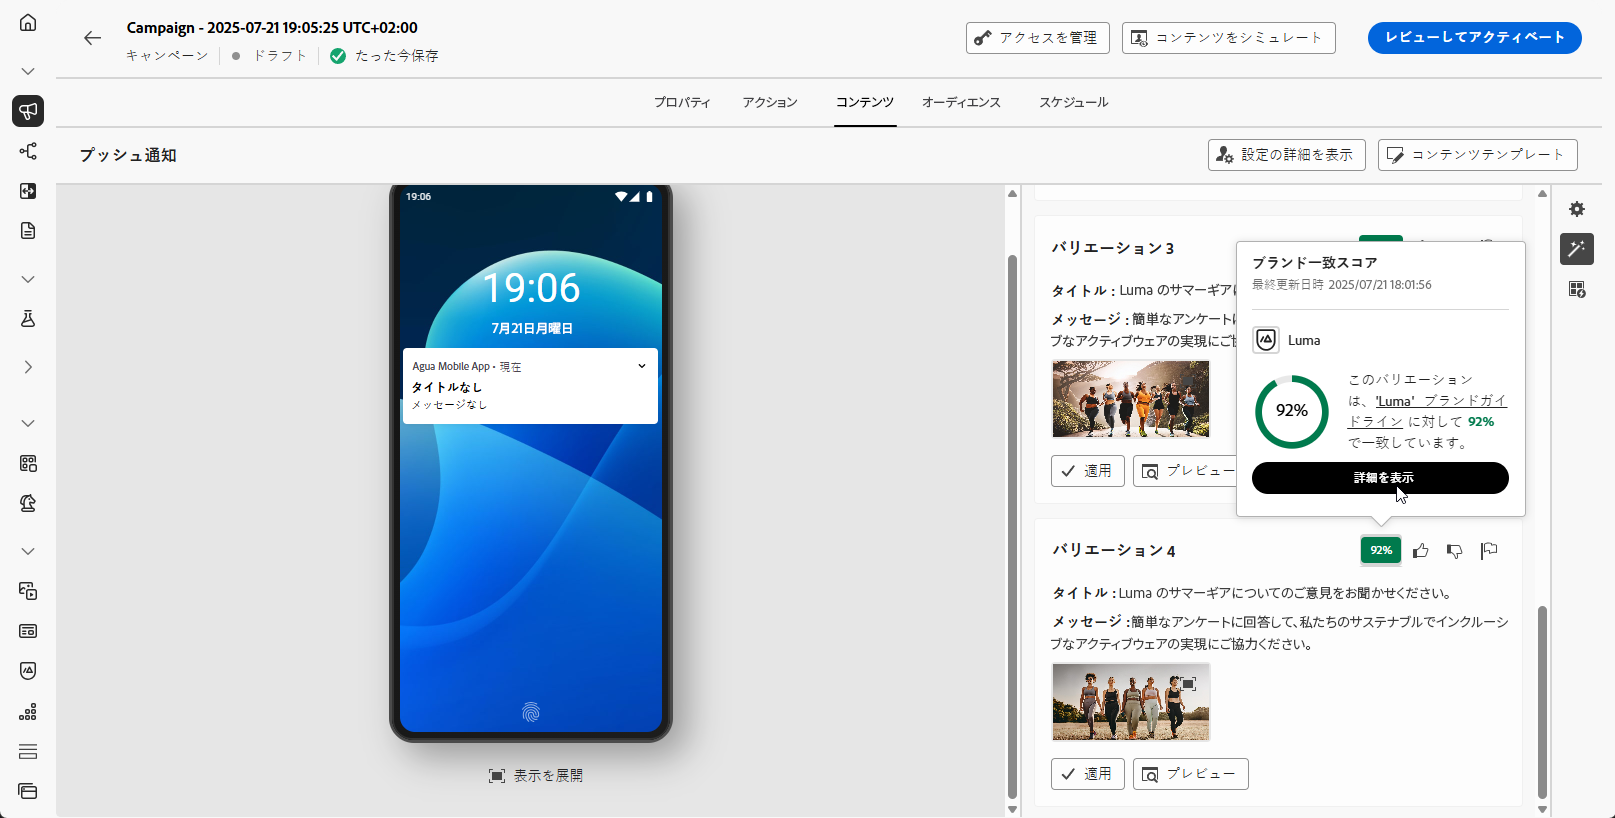 Campaign - 2025-07-21 19:05:25 UTC+02:00
キャンペーン
ドラフト
たった今保存
アクセスを管理
コンテンツをシミュレート
レビューしてアクティベート
プロパティ
アクション
コンテンツ
オーディエンス
スケジュール
プッシュ通知
設定の詳細を表示
コンテンツテンプレート
19:06
19:06
7月21日月曜日
Agua Mobile App • 現在
タイトルなし
メッセージなし
表示を展開
バリエーション 3
タイトル : Luma のサマーギア
メッセージ : 簡単なアンケートに
ブなアクティブウェアの実現にご
適用
プレビュー
ブランド一致スコア
最終更新日時 2025/07/21 18:01:56
Luma
92%
このバリエーション
は、'Luma' ブランドガイ
ドライン に対して 92%
で一致しています。
詳細を表示
バリエーション 4
92%
タイトル : Luma のサマーギアについてのご意見をお聞かせください。
メッセージ : 簡単なアンケートに回答して、私たちのサステナブルでインクルーシ
ブなアクティブウェアの実現にご協力ください。
適用
プレビュー